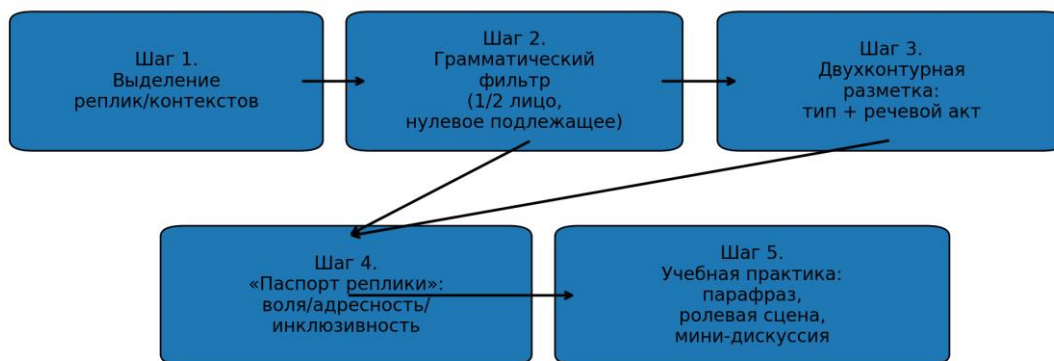 Шаг 1.
Выделение
реплик/контекстов
Шаг 2.
Грамматический
фильтр
(1/2 лицо,
нулевое подлежащее)
Шаг 3.
Двухконтурная
разметка:
тип + речевой акт
Шаг 4.
«Паспорт реплики»:
воля/адресность/
инклюзивность
Шаг 5.
Учебная практика:
парафраз,
ролевая сцена,
мини-дискуссия